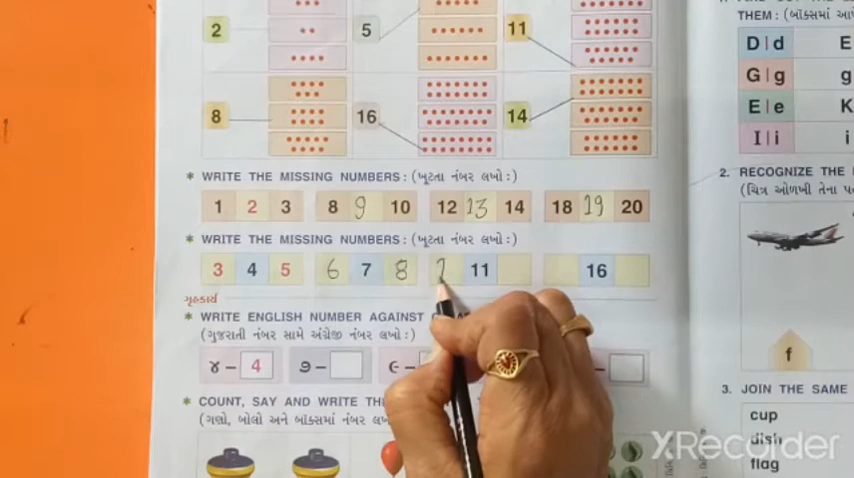 2 5 11
8 16 14
* WRITE THE MISSING NUMBERS: (ખૂટતા નંબર લખો:)
1 2 3 8 9 10 12 13 14 18 19 20
* WRITE THE MISSING NUMBERS: (ખૂટતા નંબર લખો:)
3 4 5 6 7 8 1 11 16
ગૃહકાર્ય
* WRITE ENGLISH NUMBER AGAINST
(ગુજરાતી નંબર સામે અંગ્રેજી નંબર લખો:)
૪ – 4 ૭ – ૯ –
* COUNT, SAY AND WRITE
(ગણો, બોલો અને બૉક્સમાં નંબર
THEM: (બૉક્સમાં
D | d E
G | g g
E | e K
I | i i
2. RECOGNIZE THE
(ચિત્ર ઓળખી તેના
f
3. JOIN THE SAME
cup
dish
flag
XRecorder